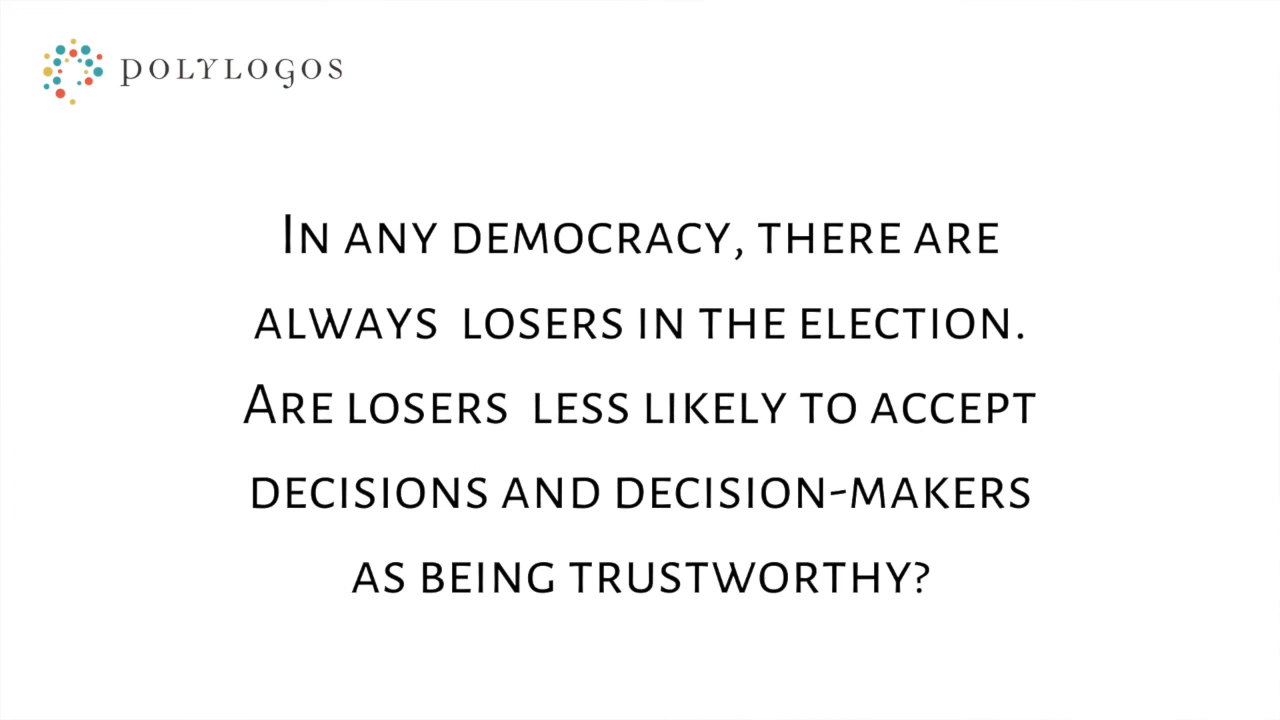 POLYLOGOS
In any democracy, there are
always losers in the election.
Are losers less likely to accept
decisions and decision-makers
as being trustworthy?